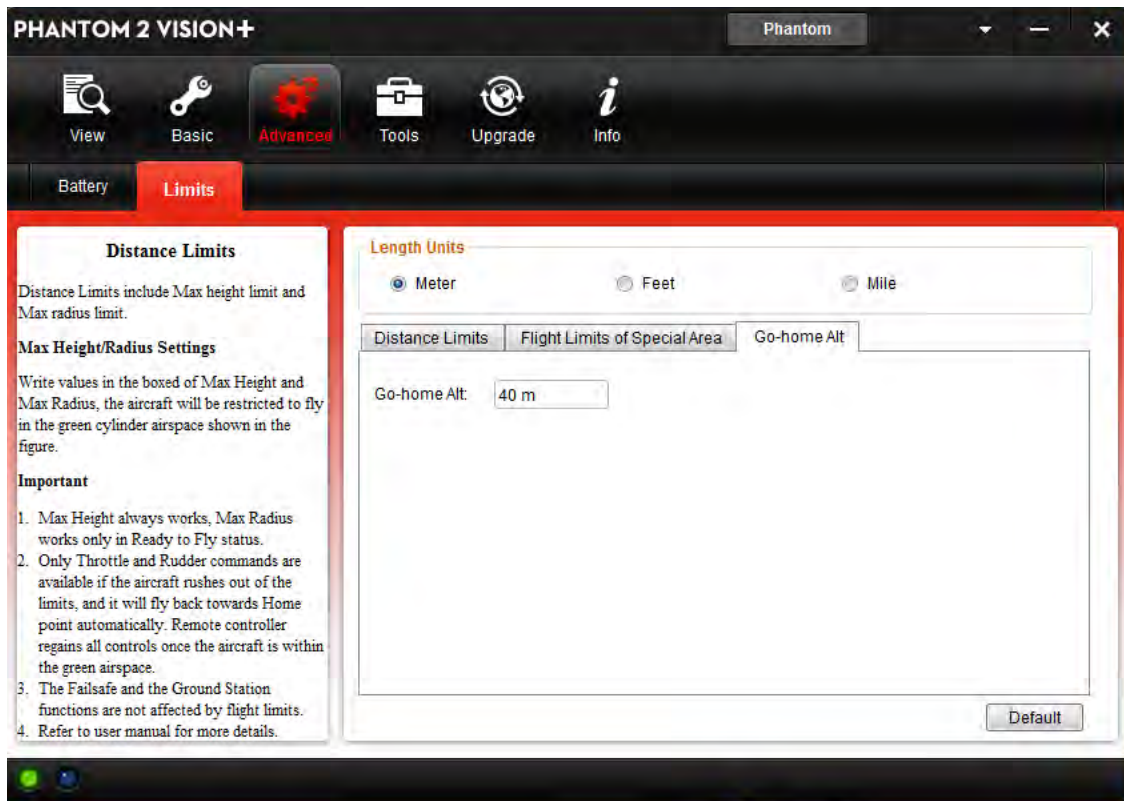 PHANTOM 2 VISION+
Phantom
View Basic Advanced Tools Upgrade Info
Battery Limits
Distance Limits
Distance Limits include Max height limit and
Max radius limit.
Max Height/Radius Settings
Write values in the boxed of Max Height and
Max Radius, the aircraft will be restricted to fly
in the green cylinder airspace shown in the
figure.
Important
1. Max Height always works, Max Radius
works only in Ready to Fly status.
2. Only Throttle and Rudder commands are
available if the aircraft rushes out of the
limits, and it will fly back towards Home
point automatically. Remote controller
regains all controls once the aircraft is within
the green airspace.
3. The Failsafe and the Ground Station
functions are not affected by flight limits.
4. Refer to user manual for more details.
Length Units
Meter Feet Mile
Distance Limits Flight Limits of Special Area Go-home Alt
Go-home Alt: 40 m
Default